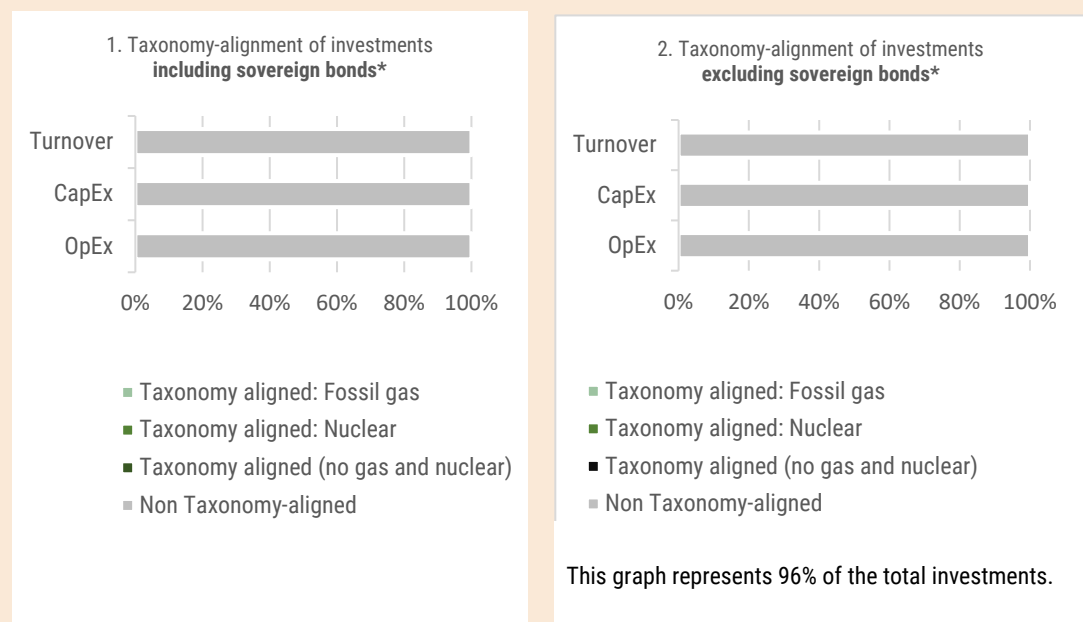 1. Taxonomy-alignment of investments
including sovereign bonds*
Turnover
CapEx
OpEx
0% 20% 40% 60% 80% 100%
Taxonomy aligned: Fossil gas
Taxonomy aligned: Nuclear
Taxonomy aligned (no gas and nuclear)
Non Taxonomy-aligned
2. Taxonomy-alignment of investments
excluding sovereign bonds*
Turnover
CapEx
OpEx
0% 20% 40% 60% 80% 100%
Taxonomy aligned: Fossil gas
Taxonomy aligned: Nuclear
Taxonomy aligned (no gas and nuclear)
Non Taxonomy-aligned
This graph represents 96% of the total investments.